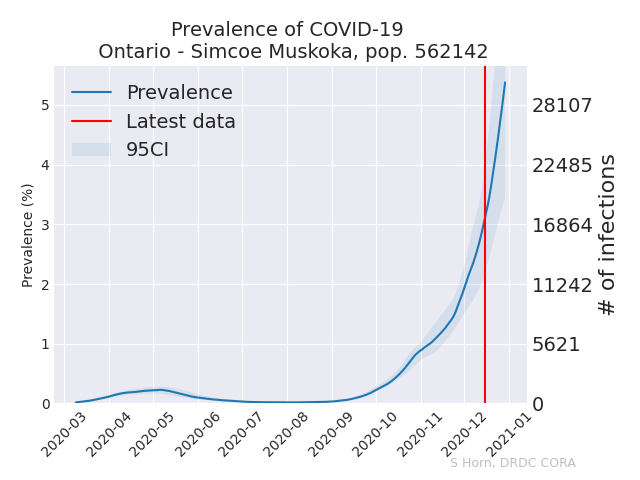 Prevalence of COVID-19
Ontario - Simcoe Muskoka, pop. 562142
Prevalence
Latest data
95CI
Prevalence (%)
5
4
3
2
1
0
28107
22485
16864
11242
5621
0
# of infections
2020-03
2020-04
2020-05
2020-06
2020-07
2020-08
2020-09
2020-10
2020-11
2020-12
2021-01
S Horn, DRDC CORA